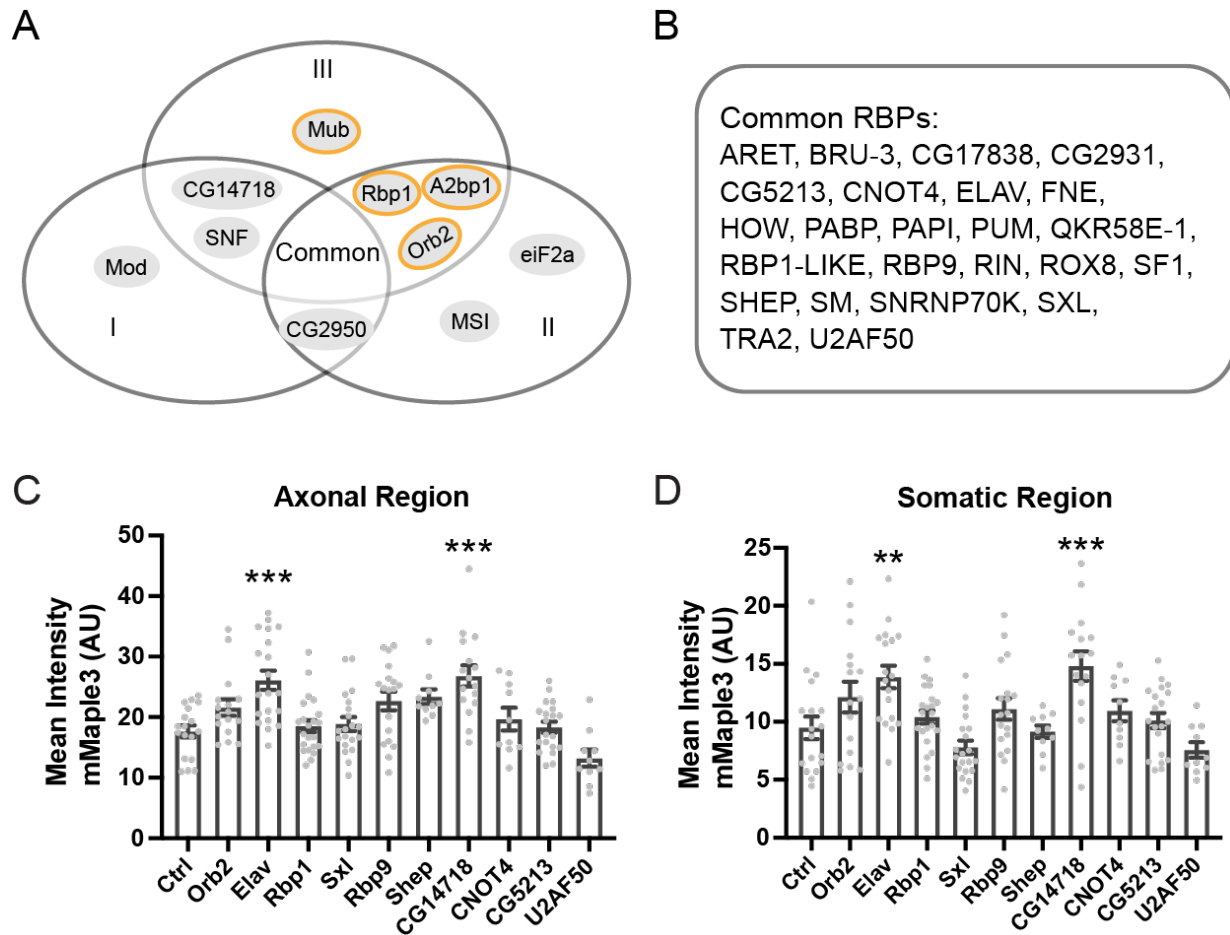 A
III
Mub
CG14718
Rbp1
A2bp1
SNF
Common
Orb2
Mod
eiF2a
I
CG2950
MSI
II
B
Common RBPs:
ARET, BRU-3, CG17838, CG2931,
CG5213, CNOT4, ELAV, FNE,
HOW, PABP, PAPI, PUM, QKR58E-1,
RBP1-LIKE, RBP9, RIN, ROX8, SF1,
SHEP, SM, SNRNP70K, SXL,
TRA2, U2AF50
C
Axonal Region
Mean Intensity
mMaple3 (AU)
50
40
30
20
10
0
***
***
Ctrl
Orb2
Elav
Rbp1
Sxl
Rbp9
Shep
CG14718
CNOT4
CG5213
U2AF50
D
Somatic Region
Mean Intensity
mMaple3 (AU)
25
20
15
10
5
0
**
***
Ctrl
Orb2
Elav
Rbp1
Sxl
Rbp9
Shep
CG14718
CNOT4
CG5213
U2AF50